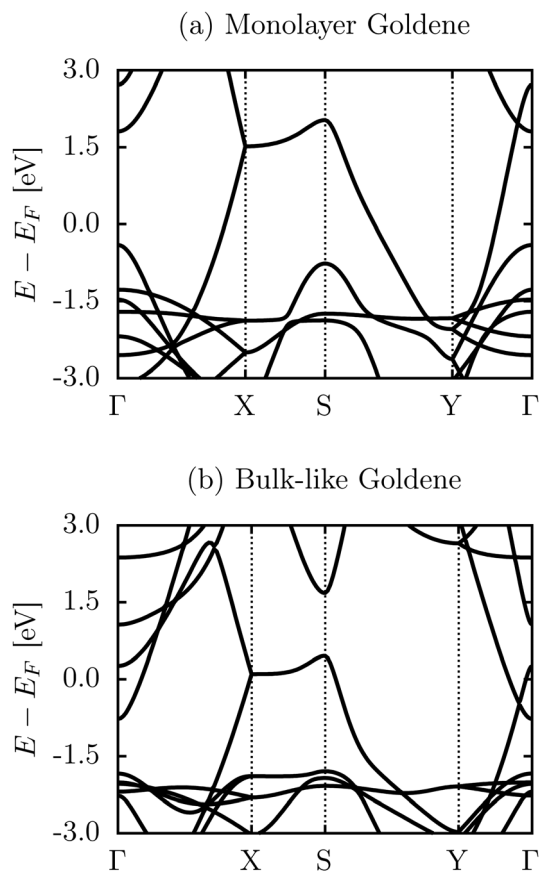 (a) Monolayer Goldene
3.0
1.5
0.0
-1.5
-3.0
E − E_F [eV]
Γ X S Y Γ
(b) Bulk-like Goldene
3.0
1.5
0.0
-1.5
-3.0
E − E_F [eV]
Γ X S Y Γ